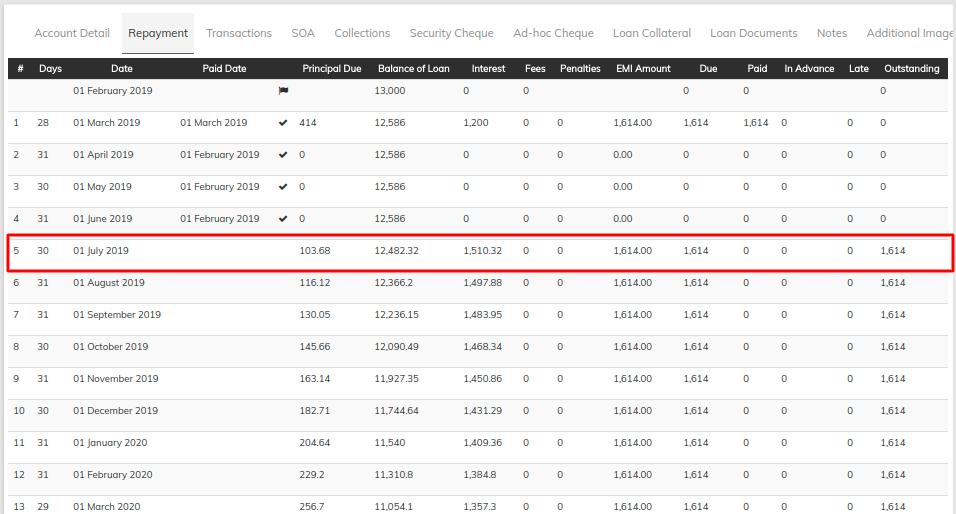 Account Detail Repayment Transactions SOA Collections Security Cheque Ad-hoc Cheque Loan Collateral Loan Documents Notes Additional Image
# Days Date Paid Date Principal Due Balance of Loan Interest Fees Penalties EMI Amount Due Paid In Advance Late Outstanding
01 February 2019 13,000 0 0 0 0 0
1 28 01 March 2019 01 March 2019 414 12,586 1,200 0 0 1,614.00 1,614 1,614 0 0 0
2 31 01 April 2019 01 February 2019 0 12,586 0 0 0 0.00 0 0 0 0 0
3 30 01 May 2019 01 February 2019 0 12,586 0 0 0 0.00 0 0 0 0 0
4 31 01 June 2019 01 February 2019 0 12,586 0 0 0 0.00 0 0 0 0 0
5 30 01 July 2019 103.68 12,482.32 1,510.32 0 0 1,614.00 1,614 0 0 0 1,614
6 31 01 August 2019 116.12 12,366.2 1,497.88 0 0 1,614.00 1,614 0 0 0 1,614
7 31 01 September 2019 130.05 12,236.15 1,483.95 0 0 1,614.00 1,614 0 0 0 1,614
8 30 01 October 2019 145.66 12,090.49 1,468.34 0 0 1,614.00 1,614 0 0 0 1,614
9 31 01 November 2019 163.14 11,927.35 1,450.86 0 0 1,614.00 1,614 0 0 0 1,614
10 30 01 December 2019 182.71 11,744.64 1,431.29 0 0 1,614.00 1,614 0 0 0 1,614
11 31 01 January 2020 204.64 11,540 1,409.36 0 0 1,614.00 1,614 0 0 0 1,614
12 31 01 February 2020 229.2 11,310.8 1,384.8 0 0 1,614.00 1,614 0 0 0 1,614
13 29 01 March 2020 256.7 11,054.1 1,357.3 0 0 1,614.00 1,614 0 0 0 1,614